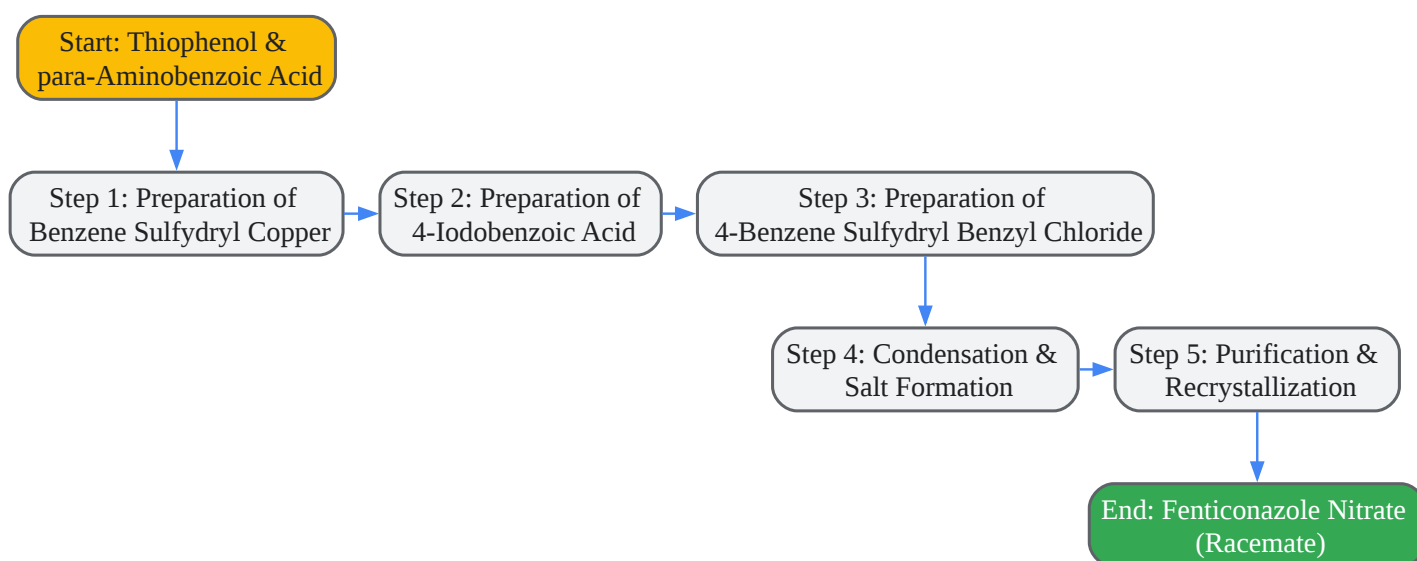 Start: Thiophenol &
para-Aminobenzoic Acid
Step 1: Preparation of
Benzene Sulfydryl Copper
Step 2: Preparation of
4-Iodobenzoic Acid
Step 3: Preparation of
4-Benzene Sulfydryl Benzyl Chloride
Step 4: Condensation &
Salt Formation
Step 5: Purification &
Recrystallization
End: Fenticonazole Nitrate
(Racemate)